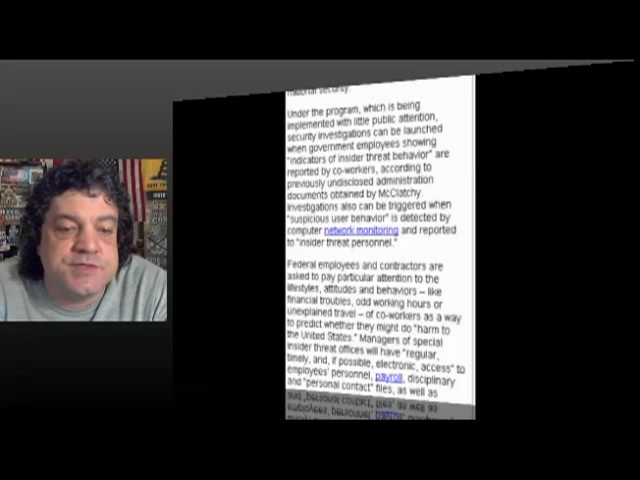 national security.
Under the program, which is being
implemented with little public attention,
security investigations can be launched
when government employees showing
"indicators of insider threat behavior" are
reported by co-workers, according to
previously undisclosed administration
documents obtained by McClatchy.
Investigations also can be triggered when
"suspicious user behavior" is detected by
computer network monitoring and reported
to "insider threat personnel."
Federal employees and contractors are
asked to pay particular attention to the
lifestyles, attitudes and behaviors – like
financial troubles, odd working hours or
unexplained travel – of co-workers as a way
to predict whether they might do "harm to
the United States." Managers of special
insider threat offices will have "regular,
timely, and, if possible, electronic, access" to
employees' personnel, payroll, disciplinary
and "personal contact" files, as well as